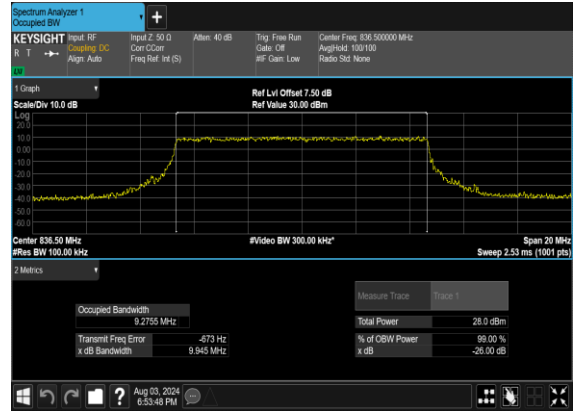 Spectrum Analyzer 1
Occupied BW
+
KEYSIGHT Input: RF Input Z: 50 Ω Atten: 40 dB Trig: Free Run Center Freq: 836.500000 MHz
R T Coupling: DC Corr CCorr Gate: Off Avg|Hold: 100/100
Align: Auto Freq Ref: Int (S) #IF Gain: Low Radio Std: None
1 Graph
Ref Lvl Offset 7.50 dB
Scale/Div 10.0 dB Ref Value 30.00 dBm
Log
20.0
10.0
0.00
-10.0
-20.0
-30.0
-40.0
-50.0
-60.0
Center 836.50 MHz #Video BW 300.00 kHz* Span 20 MHz
#Res BW 100.00 kHz Sweep 2.53 ms (1001 pts)
2 Metrics
Measure Trace Trace 1
Occupied Bandwidth
9.2755 MHz
Total Power 28.0 dBm
Transmit Freq Error -673 Hz % of OBW Power 99.00 %
x dB Bandwidth 9.945 MHz x dB -26.00 dB
? Aug 03, 2024
6:53:48 PM